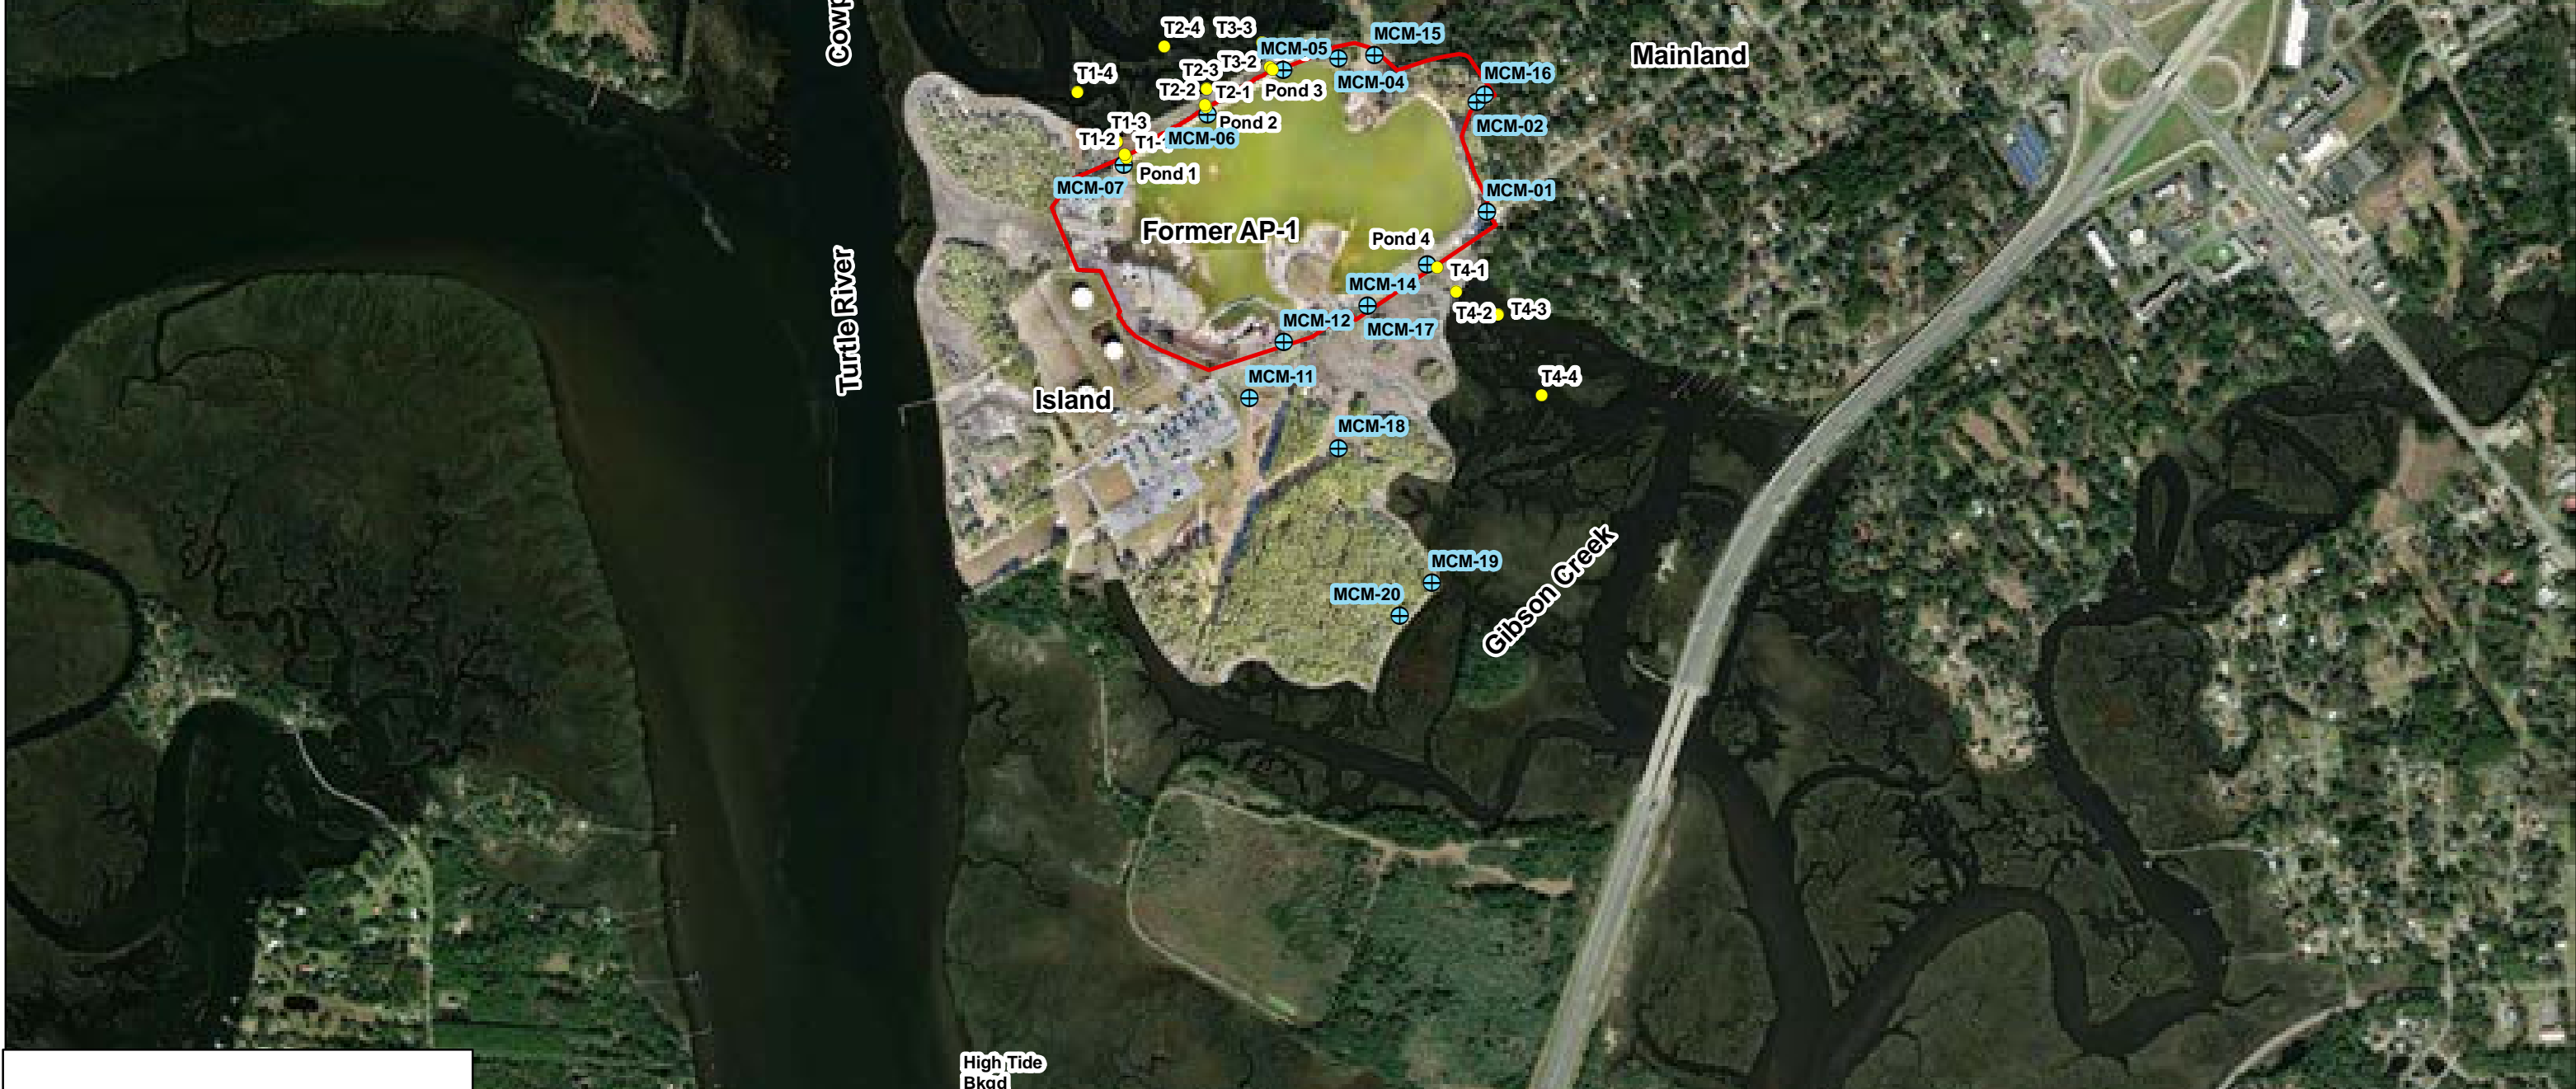 T2-4
T3-3
MCM-15
Mainland
MCM-05
T3-2
T2-3
T1-4
MCM-04
MCM-16
T2-2
T2-1
Pond 3
T1-3
Pond 2
MCM-02
T1-2
MCM-06
Pond 1
MCM-07
MCM-01
Former AP-1
Pond 4
T4-1
MCM-14
Turtle River
T4-2
T4-3
MCM-12
MCM-17
MCM-11
T4-4
Island
MCM-18
MCM-19
Gibson Creek
MCM-20
High Tide
Bkgd